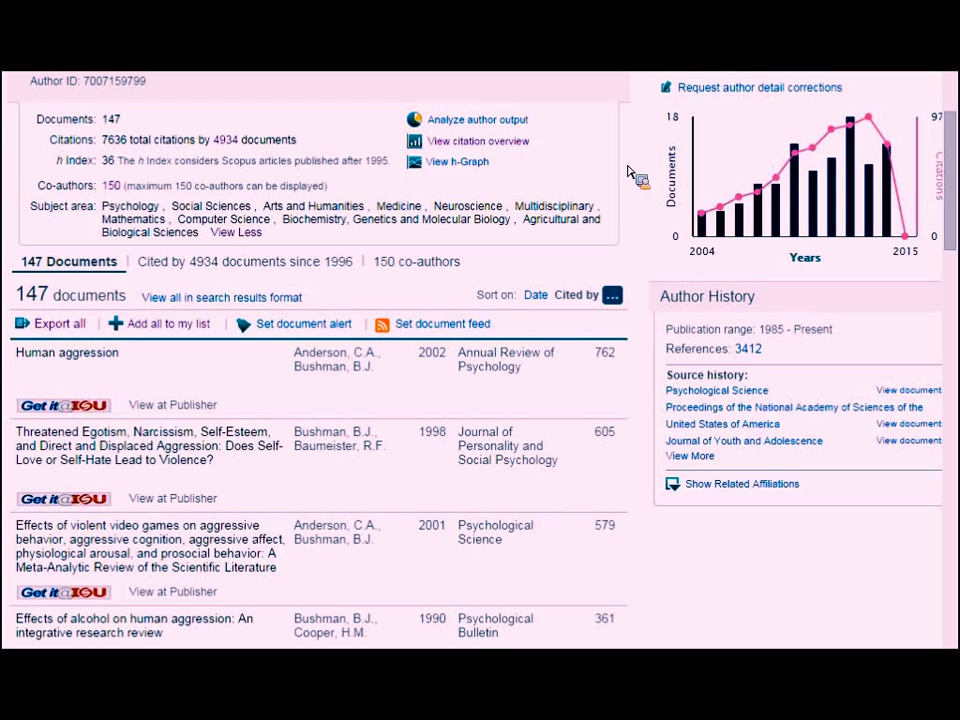 Author ID: 7007159799
Documents: 147
Citations: 7636 total citations by 4934 documents
h Index: 36 The h Index considers Scopus articles published after 1995.
Co-authors: 150 (maximum 150 co-authors can be displayed)
Subject area: Psychology , Social Sciences , Arts and Humanities , Medicine , Neuroscience , Multidisciplinary ,
Mathematics , Computer Science , Biochemistry, Genetics and Molecular Biology , Agricultural and
Biological Sciences View Less
Analyze author output
View citation overview
View h-Graph
Request author detail corrections
18
97
Documents
Citations
0
0
2004
2015
Years
147 Documents | Cited by 4934 documents since 1996 | 150 co-authors
147 documents View all in search results format
Sort on: Date Cited by ...
Export all | Add all to my list | Set document alert | Set document feed
Human aggression
Anderson, C.A.,
Bushman, B.J.
2002
Annual Review of
Psychology
762
Get it@ISU View at Publisher
Threatened Egotism, Narcissism, Self-Esteem,
and Direct and Displaced Aggression: Does Self-
Love or Self-Hate Lead to Violence?
Bushman, B.J.,
Baumeister, R.F.
1998
Journal of
Personality and
Social Psychology
605
Get it@ISU View at Publisher
Effects of violent video games on aggressive
behavior, aggressive cognition, aggressive affect,
physiological arousal, and prosocial behavior: A
Meta-Analytic Review of the Scientific Literature
Anderson, C.A.,
Bushman, B.J.
2001
Psychological
Science
579
Get it@ISU View at Publisher
Effects of alcohol on human aggression: An
integrative research review
Bushman, B.J.,
Cooper, H.M.
1990
Psychological
Bulletin
361
Author History
Publication range: 1985 - Present
References: 3412
Source history:
Psychological Science View document
Proceedings of the National Academy of Sciences of the
United States of America View document
Journal of Youth and Adolescence View document
View More
Show Related Affiliations